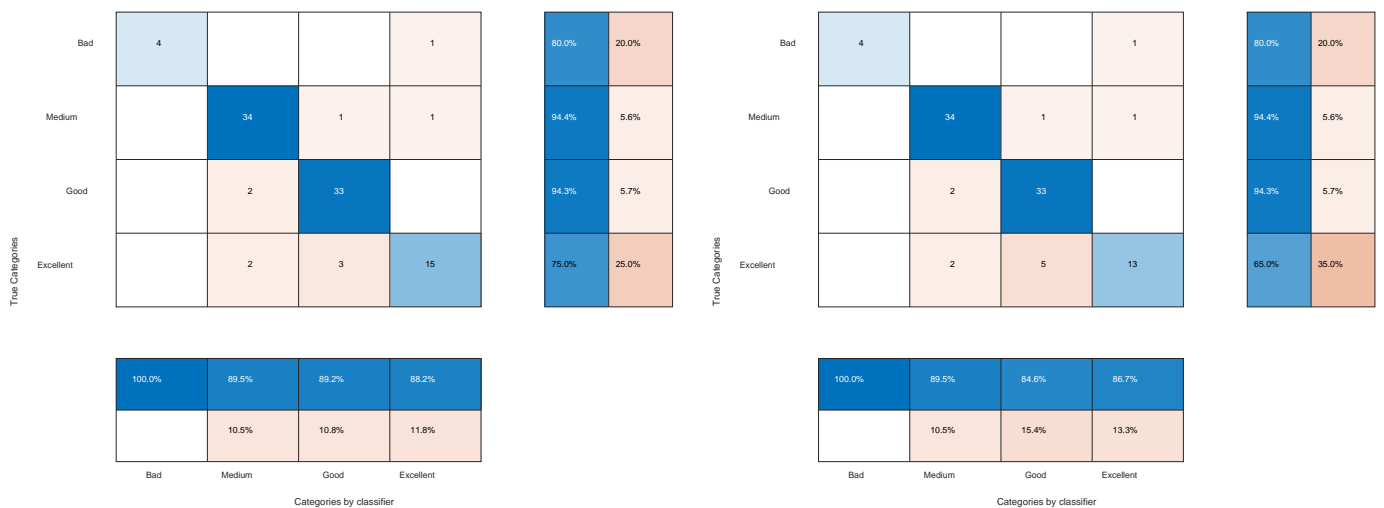 Bad 4 1 80.0% 20.0%
Medium 34 1 1 94.4% 5.6%
Good 2 33 94.3% 5.7%
Excellent 2 3 15 75.0% 25.0%
True Categories
100.0% 89.5% 89.2% 88.2%
10.5% 10.8% 11.8%
Bad Medium Good Excellent
Categories by classifier
Bad 4 1 80.0% 20.0%
Medium 34 1 1 94.4% 5.6%
Good 2 33 94.3% 5.7%
Excellent 2 5 13 65.0% 35.0%
True Categories
100.0% 89.5% 84.6% 86.7%
10.5% 15.4% 13.3%
Bad Medium Good Excellent
Categories by classifier